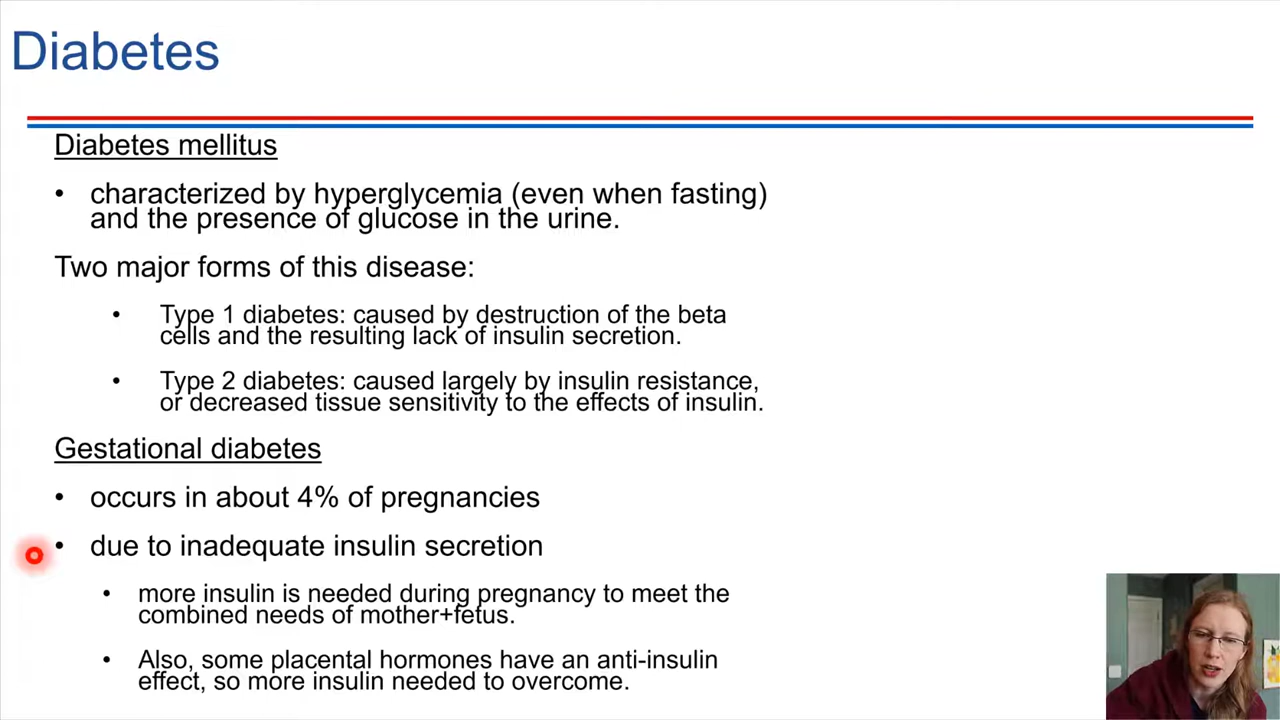 Diabetes
Diabetes mellitus
• characterized by hyperglycemia (even when fasting)
and the presence of glucose in the urine.
Two major forms of this disease:
• Type 1 diabetes: caused by destruction of the beta
cells and the resulting lack of insulin secretion.
• Type 2 diabetes: caused largely by insulin resistance,
or decreased tissue sensitivity to the effects of insulin.
Gestational diabetes
• occurs in about 4% of pregnancies
• due to inadequate insulin secretion
• more insulin is needed during pregnancy to meet the
combined needs of mother+fetus.
• Also, some placental hormones have an anti-insulin
effect, so more insulin needed to overcome.